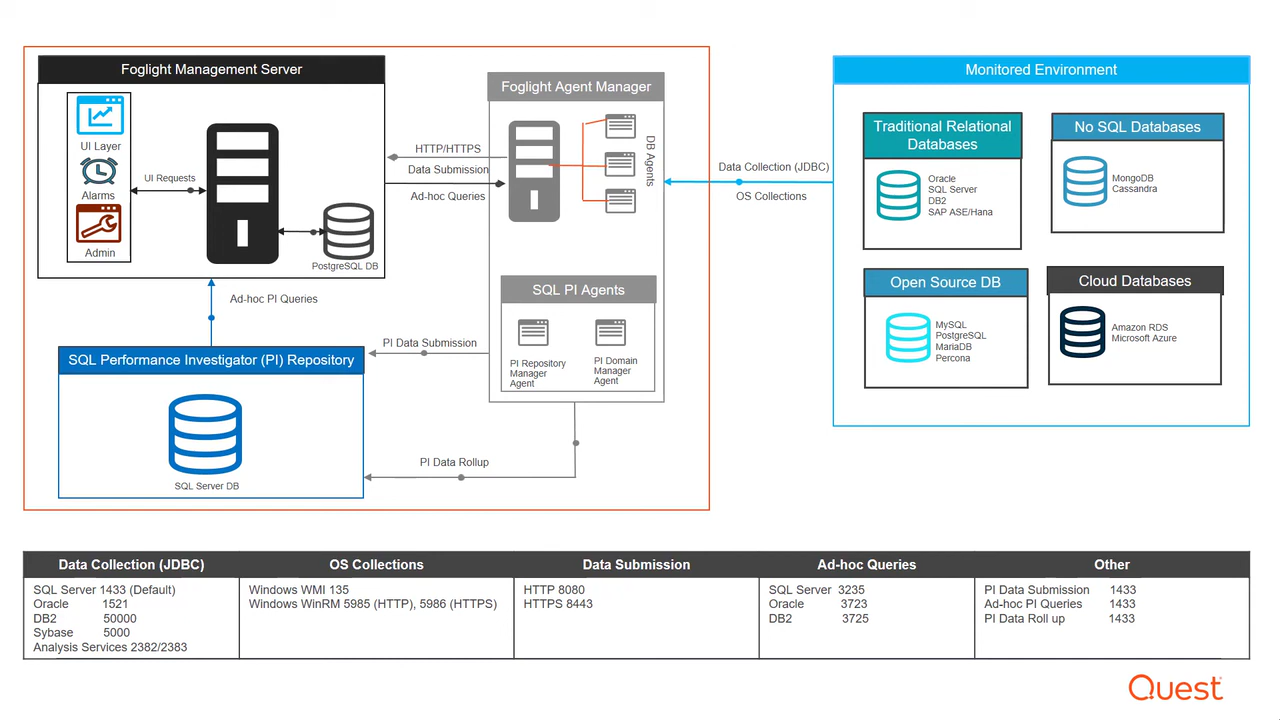 Foglight Management Server
UI Layer
Alarms
Admin
UI Requests
PostgreSQL DB
HTTP/HTTPS
Data Submission
Ad-hoc Queries
Foglight Agent Manager
DB Agents
SQL PI Agents
PI Repository
Manager
Agent
PI Domain
Manager
Agent
Ad-hoc PI Queries
PI Data Submission
SQL Performance Investigator (PI) Repository
SQL Server DB
PI Data Rollup
Data Collection (JDBC)
OS Collections
Monitored Environment
Traditional Relational
Databases
Oracle
SQL Server
DB2
SAP ASE/Hana
No SQL Databases
MongoDB
Cassandra
Open Source DB
MySQL
PostgreSQL
MariaDB
Percona
Cloud Databases
Amazon RDS
Microsoft Azure
Data Collection (JDBC)
SQL Server 1433 (Default)
Oracle 1521
DB2 50000
Sybase 5000
Analysis Services 2382/2383
OS Collections
Windows WMI 135
Windows WinRM 5985 (HTTP), 5986 (HTTPS)
Data Submission
HTTP 8080
HTTPS 8443
Ad-hoc Queries
SQL Server 3235
Oracle 3723
DB2 3725
Other
PI Data Submission 1433
Ad-hoc PI Queries 1433
PI Data Roll up 1433
Quest